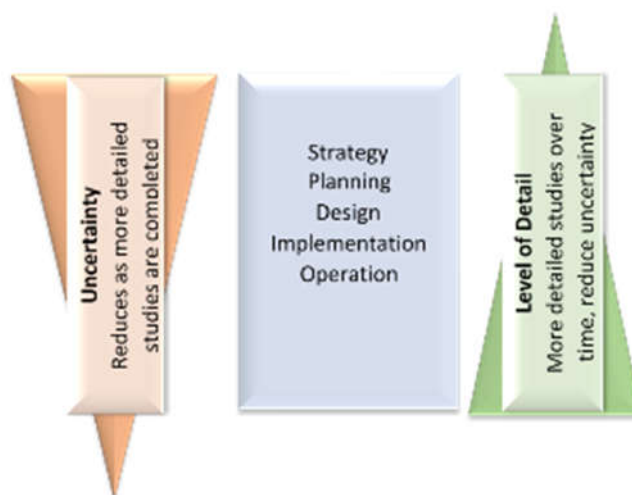 Uncertainty
Reduces as more detailed
studies are completed
Strategy
Planning
Design
Implementation
Operation
Level of Detail
More detailed studies over
time, reduce uncertainty